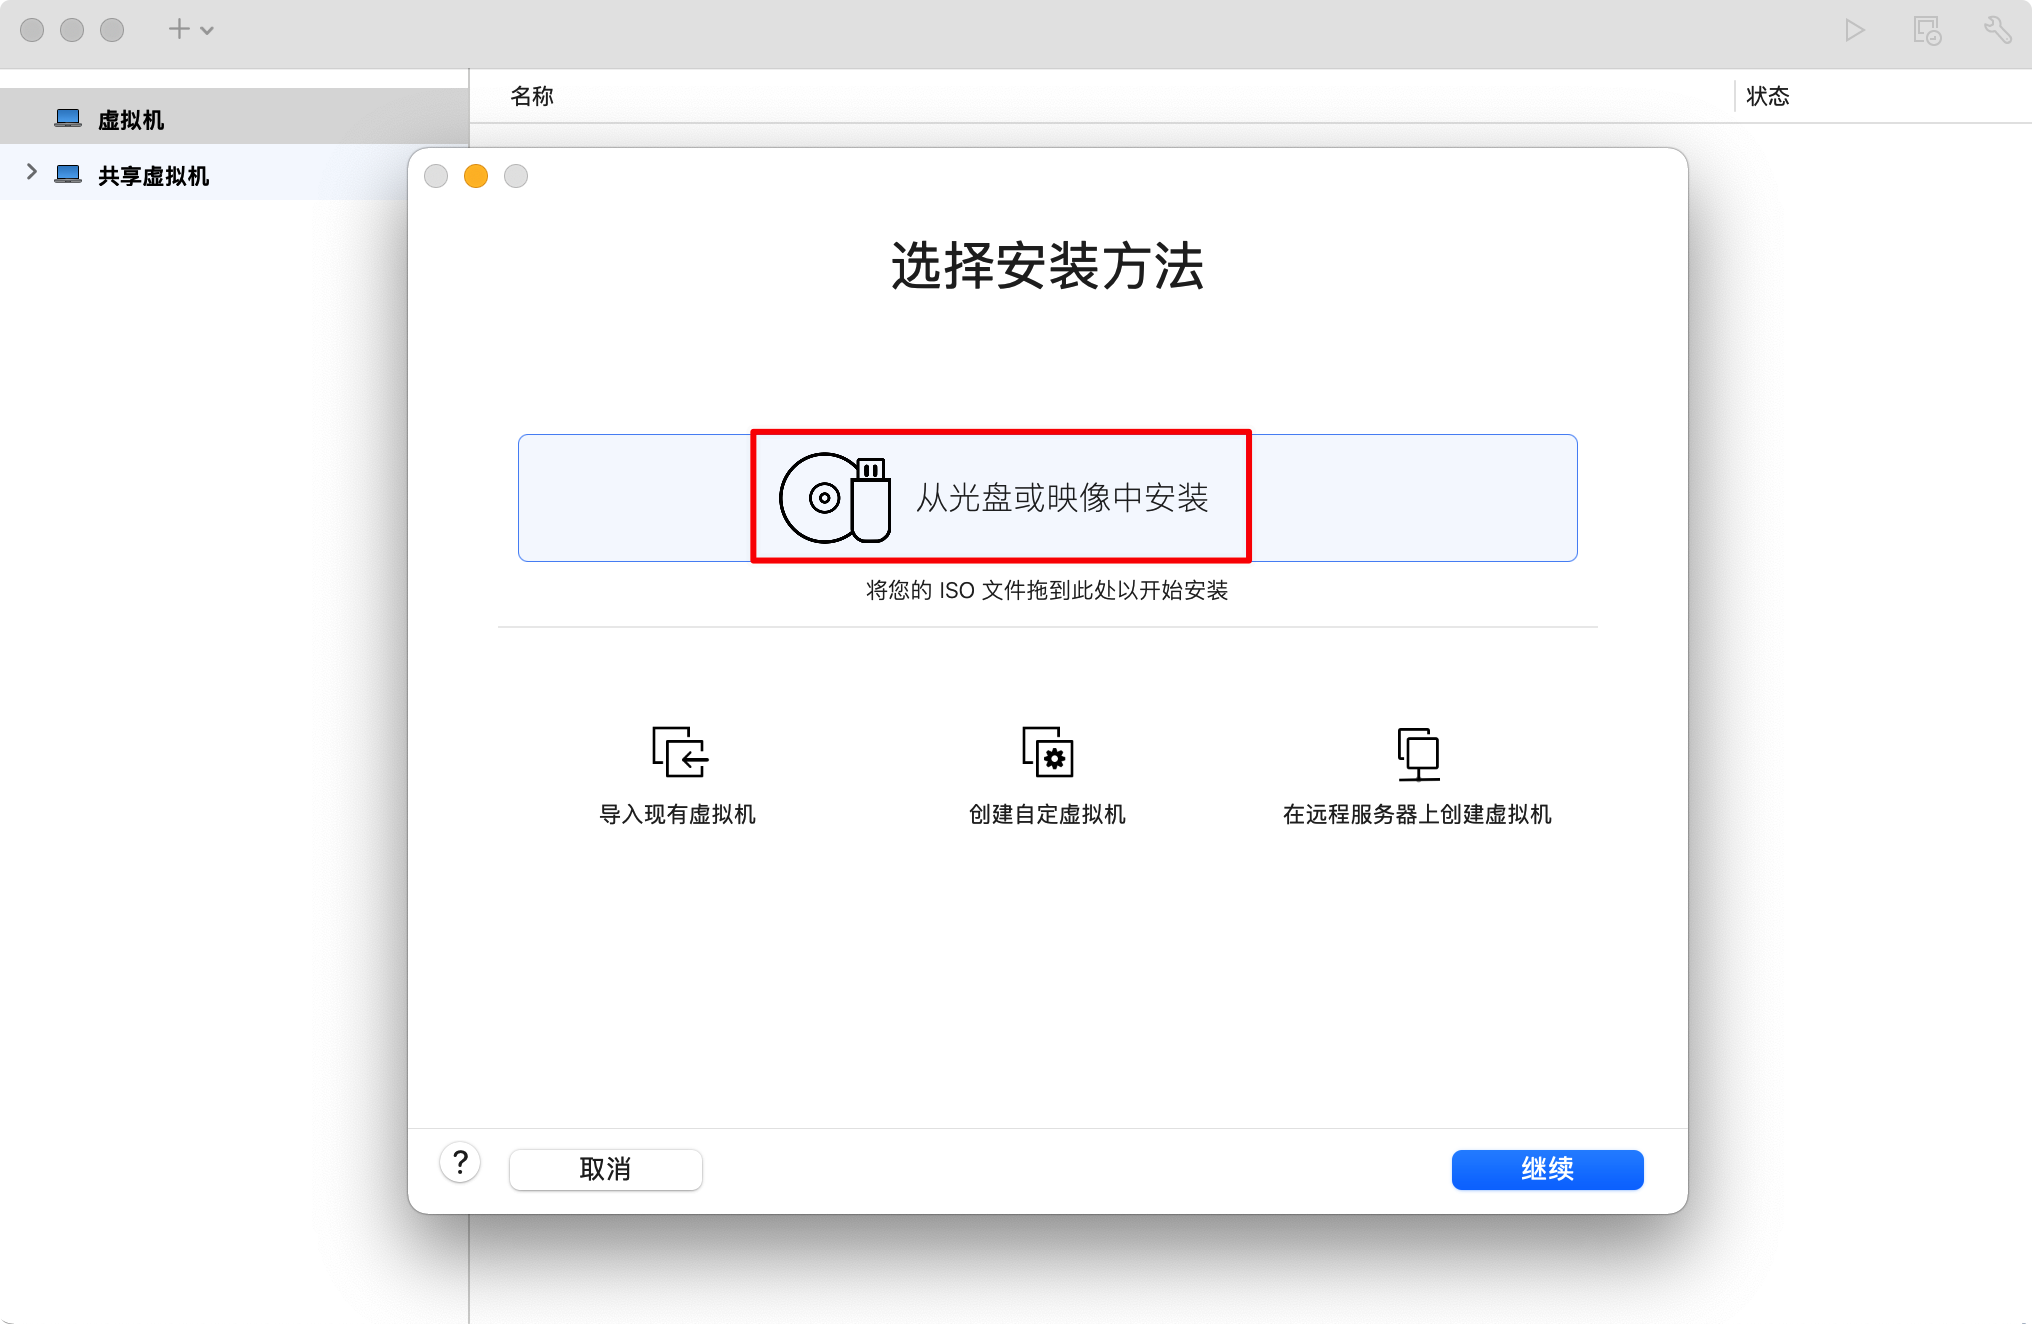 名称
状态
虚拟机
共享虚拟机
选择安装方法
从光盘或映像中安装
将您的 ISO 文件拖到此处以开始安装
导入现有虚拟机
创建自定虚拟机
在远程服务器上创建虚拟机
?
取消
继续